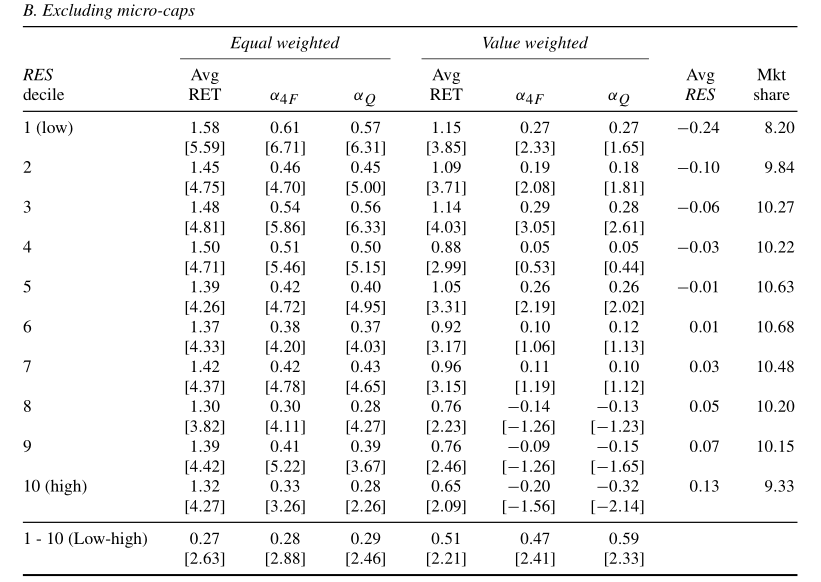 B. Excluding micro-caps
Equal weighted Value weighted
RES Avg Avg Avg Mkt
decile RET α4F αQ RET α4F αQ RES share
1 (low) 1.58 0.61 0.57 1.15 0.27 0.27 −0.24 8.20
[5.59] [6.71] [6.31] [3.85] [2.33] [1.65]
2 1.45 0.46 0.45 1.09 0.19 0.18 −0.10 9.84
[4.75] [4.70] [5.00] [3.71] [2.08] [1.81]
3 1.48 0.54 0.56 1.14 0.29 0.28 −0.06 10.27
[4.81] [5.86] [6.33] [4.03] [3.05] [2.61]
4 1.50 0.51 0.50 0.88 0.05 0.05 −0.03 10.22
[4.71] [5.46] [5.15] [2.99] [0.53] [0.44]
5 1.39 0.42 0.40 1.05 0.26 0.26 −0.01 10.63
[4.26] [4.72] [4.95] [3.31] [2.19] [2.02]
6 1.37 0.38 0.37 0.92 0.10 0.12 0.01 10.68
[4.33] [4.20] [4.03] [3.17] [1.06] [1.13]
7 1.42 0.42 0.43 0.96 0.11 0.10 0.03 10.48
[4.37] [4.78] [4.65] [3.15] [1.19] [1.12]
8 1.30 0.30 0.28 0.76 −0.14 −0.13 0.05 10.20
[3.82] [4.11] [4.27] [2.23] [−1.26] [−1.23]
9 1.39 0.41 0.39 0.76 −0.09 −0.15 0.07 10.15
[4.42] [5.22] [3.67] [2.46] [−1.26] [−1.65]
10 (high) 1.32 0.33 0.28 0.65 −0.20 −0.32 0.13 9.33
[4.27] [3.26] [2.26] [2.09] [−1.56] [−2.14]
1 - 10 (Low-high) 0.27 0.28 0.29 0.51 0.47 0.59
[2.63] [2.88] [2.46] [2.21] [2.41] [2.33]